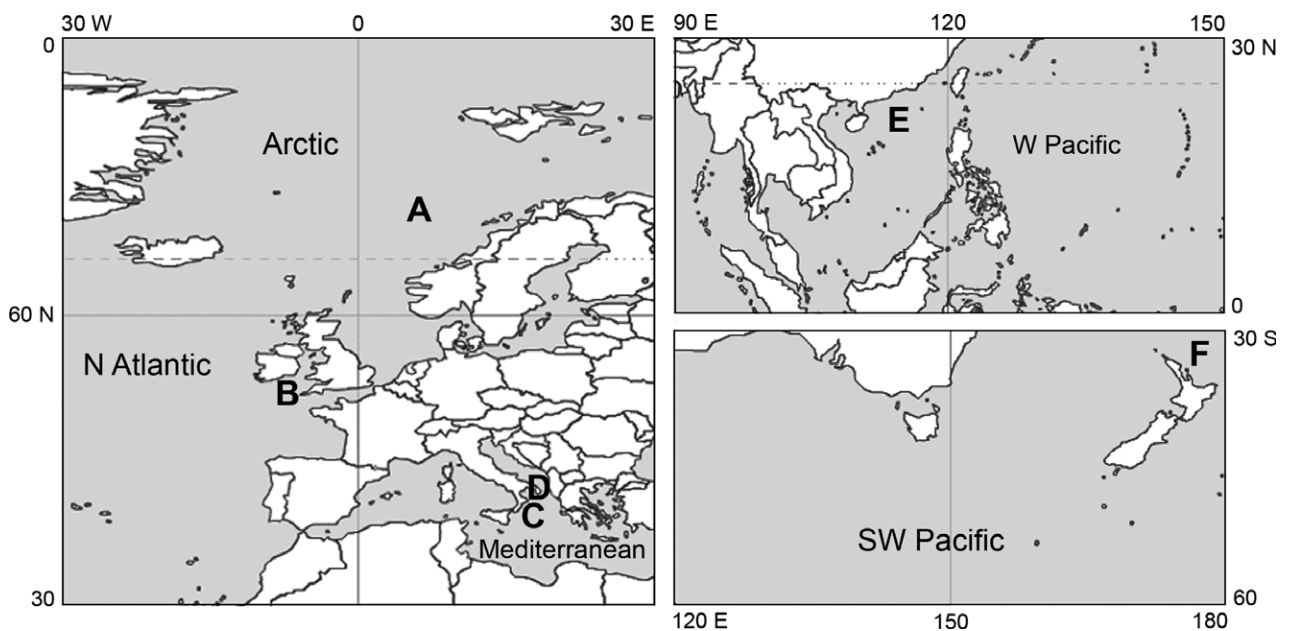 30 W 0 30 E
0
Arctic
A
60 N
N Atlantic
B
D
C
Mediterranean
30
90 E 120 150
30 N
E
W Pacific
0
30 S
F
SW Pacific
60
120 E 150 180